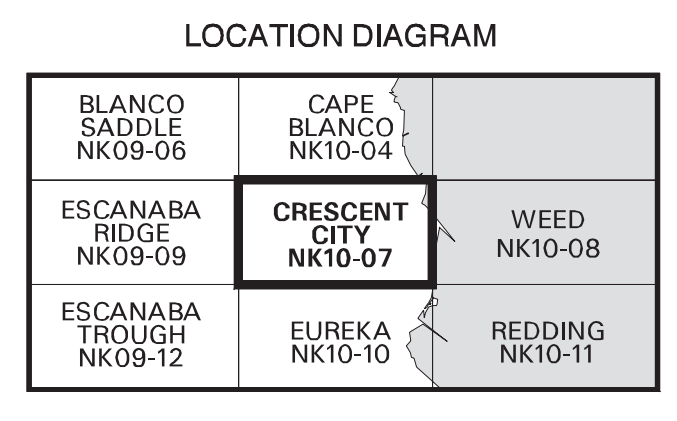 LOCATION DIAGRAM
BLANCO
SADDLE
NK09-06
CAPE
BLANCO
NK10-04
ESCANABA
RIDGE
NK09-09
CRESCENT
CITY
NK10-07
WEED
NK10-08
ESCANABA
TROUGH
NK09-12
EUREKA
NK10-10
REDDING
NK10-11